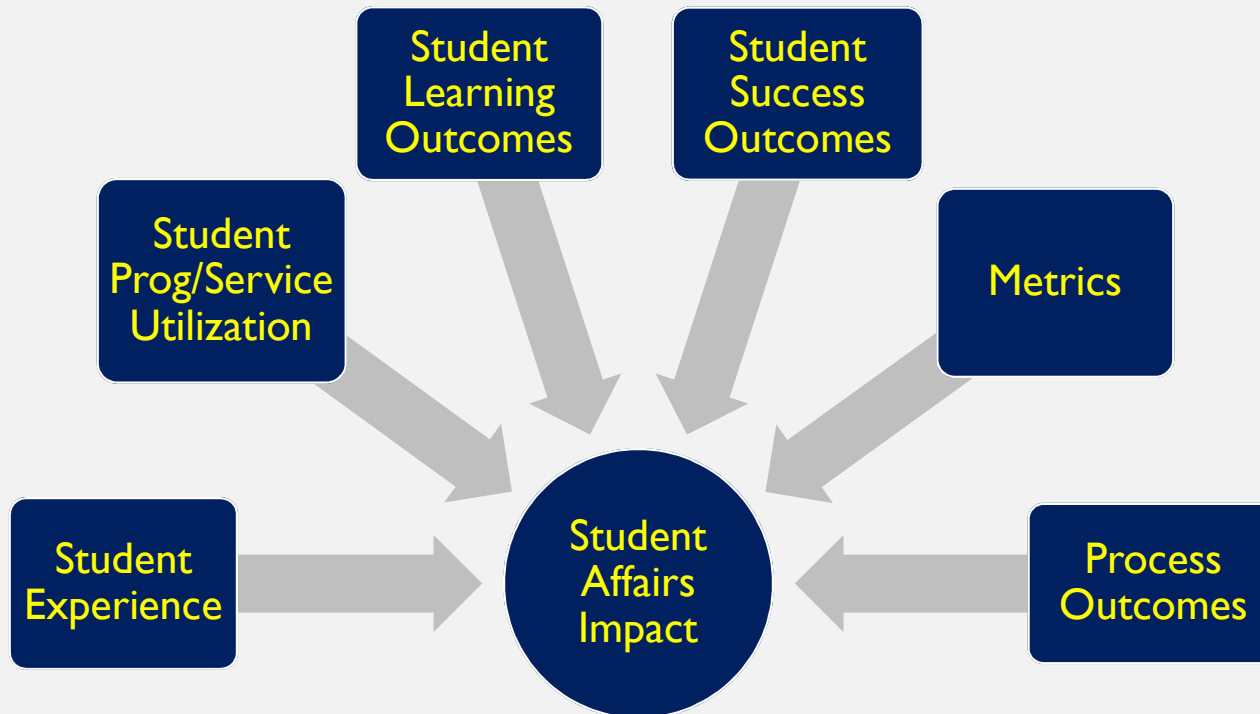 Student
Learning
Outcomes
Student
Success
Outcomes
Student
Prog/Service
Utilization
Metrics
Student
Experience
Student
Affairs
Impact
Process
Outcomes